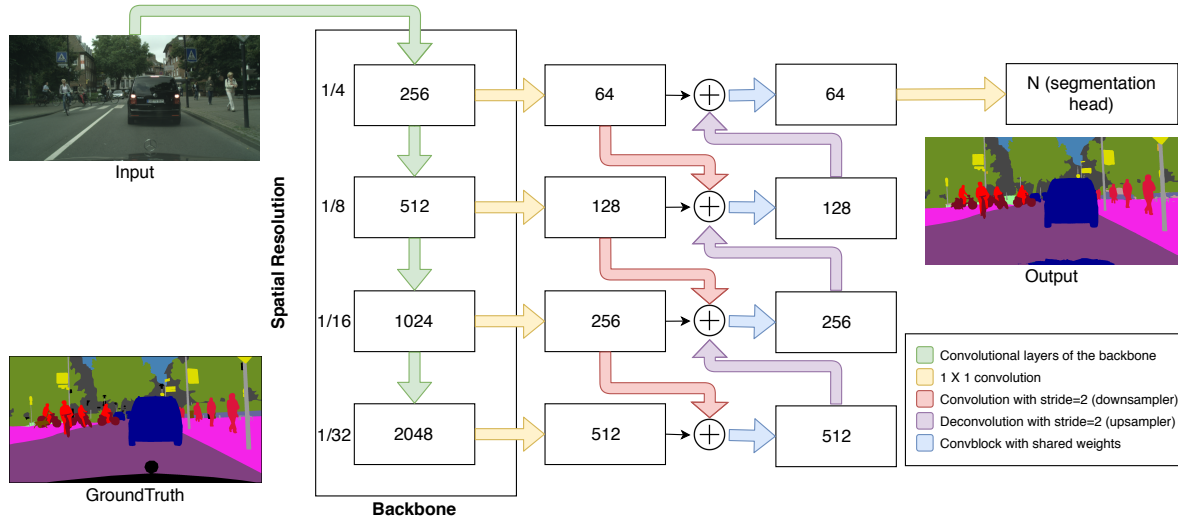 Input
GroundTruth
Spatial Resolution
Backbone
1/4
256
64
64
N (segmentation
head)
1/8
512
128
128
1/16
1024
256
256
1/32
2048
512
512
Output
Convolutional layers of the backbone
1 X 1 convolution
Convolution with stride=2 (downsampler)
Deconvolution with stride=2 (upsampler)
Convblock with shared weights